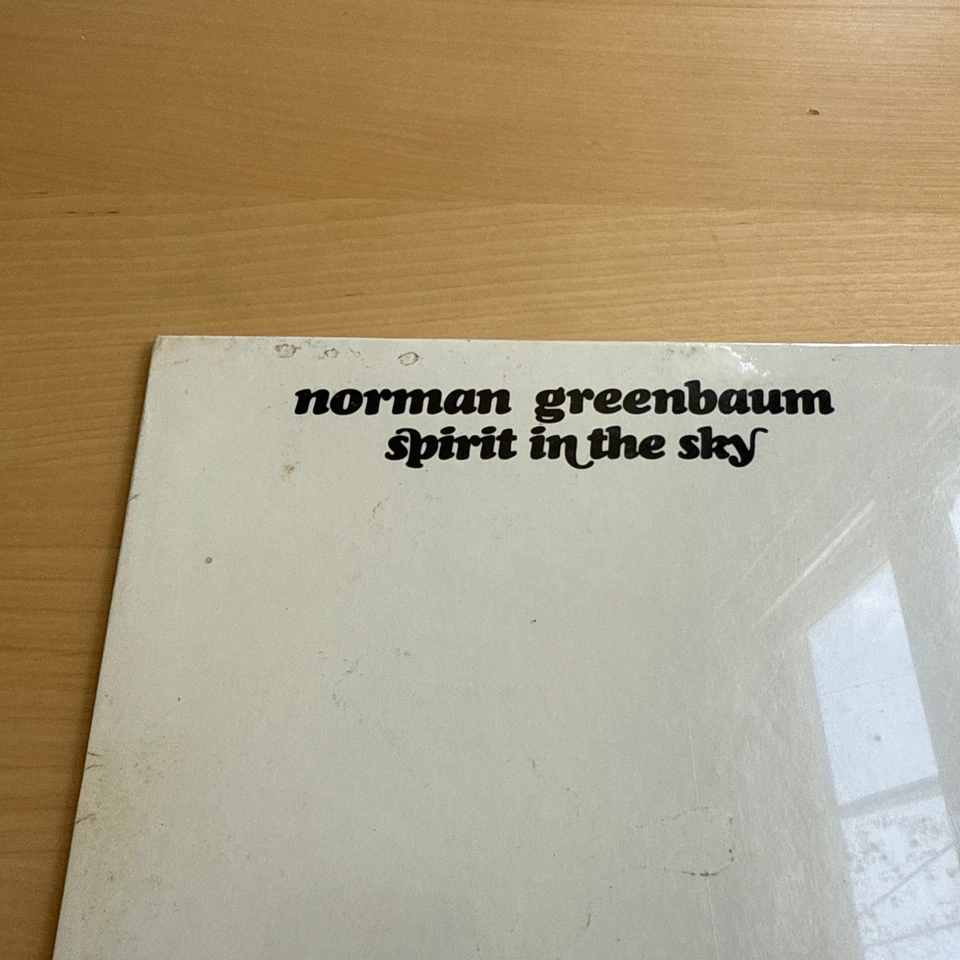 norman greenbaum
spirit in the sky